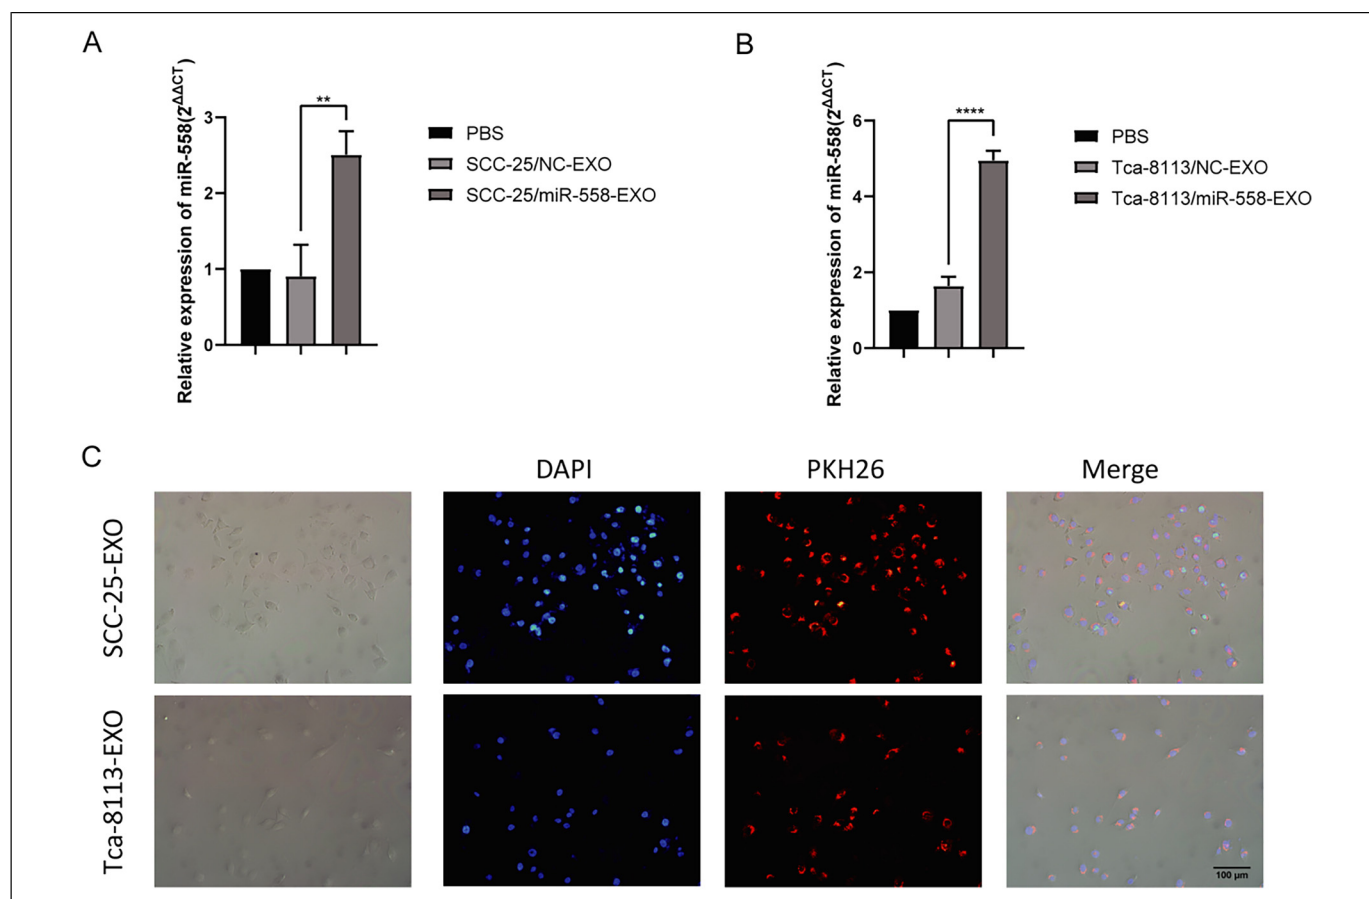 A
Relative expression of miR-558(2^ΔΔCT)
3
2
1
0
**
PBS
SCC-25/NC-EXO
SCC-25/miR-558-EXO
B
Relative expression of miR-558(2^ΔΔCT)
6
4
2
0
****
PBS
Tca-8113/NC-EXO
Tca-8113/miR-558-EXO
C
DAPI
PKH26
Merge
SCC-25-EXO
Tca-8113-EXO
100 μm